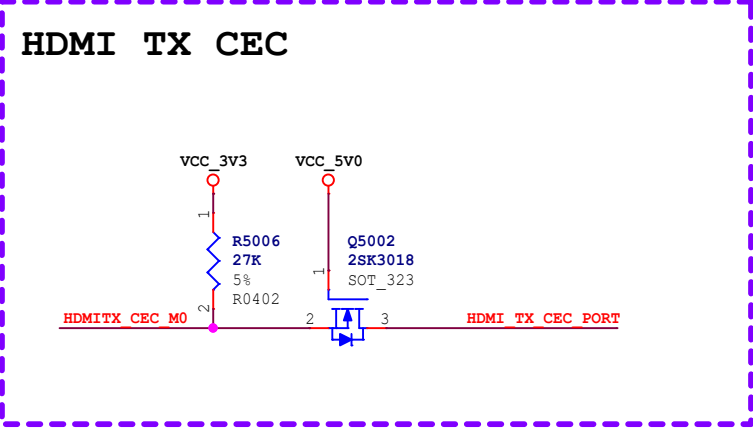 HDMI TX CEC
VCC_3V3
VCC_5V0
1
R5006
27K
5%
R0402
2
1
Q5002
2SK3018
SOT_323
HDMITX_CEC_M0
2
3
HDMI_TX_CEC_PORT